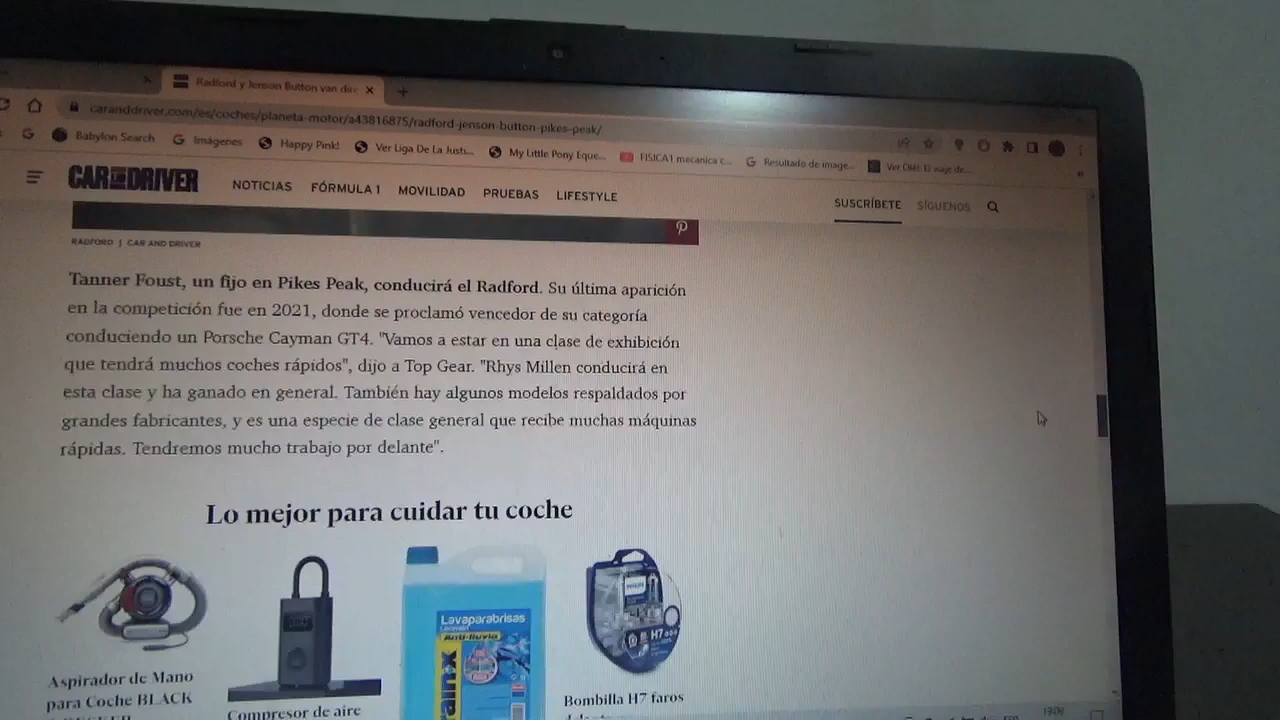 Radford y Jenson Button van dir
caranddriver.com/es/coches/planeta-motor/a43816875/radford-jenson-button-pikes-peak/
Babylon Search Imágenes Happy Pink! Ver Liga De La Justi... My Little Pony Eque... FISICA1 mecanica c... Resultado de image...
CAR AND DRIVER NOTICIAS FÓRMULA 1 MOVILIDAD PRUEBAS LIFESTYLE SUSCRÍBETE SÍGUENOS
RADFORD | CAR AND DRIVER
Tanner Foust, un fijo en Pikes Peak, conducirá el Radford. Su última aparición
en la competición fue en 2021, donde se proclamó vencedor de su categoría
conduciendo un Porsche Cayman GT4. "Vamos a estar en una clase de exhibición
que tendrá muchos coches rápidos", dijo a Top Gear. "Rhys Millen conducirá en
esta clase y ha ganado en general. También hay algunos modelos respaldados por
grandes fabricantes, y es una especie de clase general que recibe muchas máquinas
rápidas. Tendremos mucho trabajo por delante".
Lo mejor para cuidar tu coche
Lavaparabrisas
Anti-lluvia
rain-x
PHILIPS
H7
Aspirador de Mano
para Coche BLACK
Compresor de aire
Bombilla H7 faros